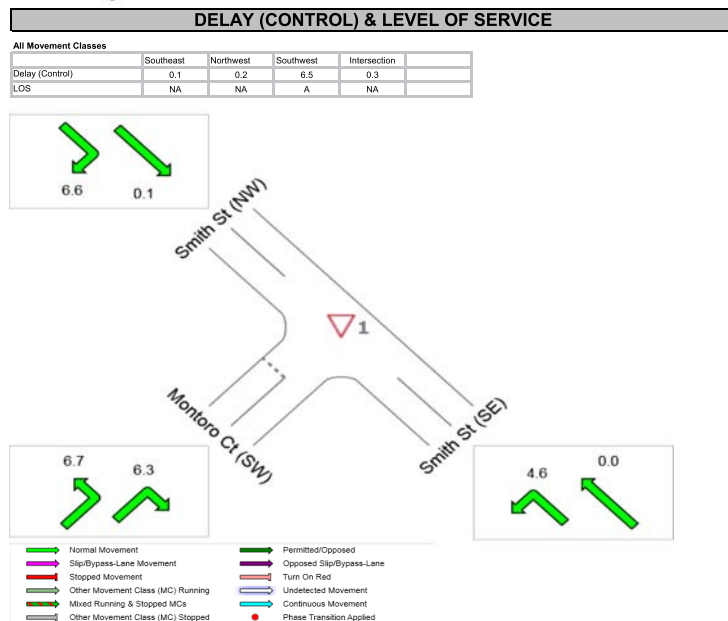 DELAY (CONTROL) & LEVEL OF SERVICE
All Movement Classes
Southeast Northwest Southwest Intersection
Delay (Control) 0.1 0.2 6.5 0.3
LOS NA NA A NA
6.6 0.1
Smith St (NW)
1
Montoro Ct (SW)
Smith St (SE)
6.7 6.3
4.6 0.0
Normal Movement Permitted/Opposed
Slip/Bypass-Lane Movement Opposed Slip/Bypass-Lane
Stopped Movement Turn On Red
Other Movement Class (MC) Running Undetected Movement
Mixed Running & Stopped MCs Continuous Movement
Other Movement Class (MC) Stopped Phase Transition Applied